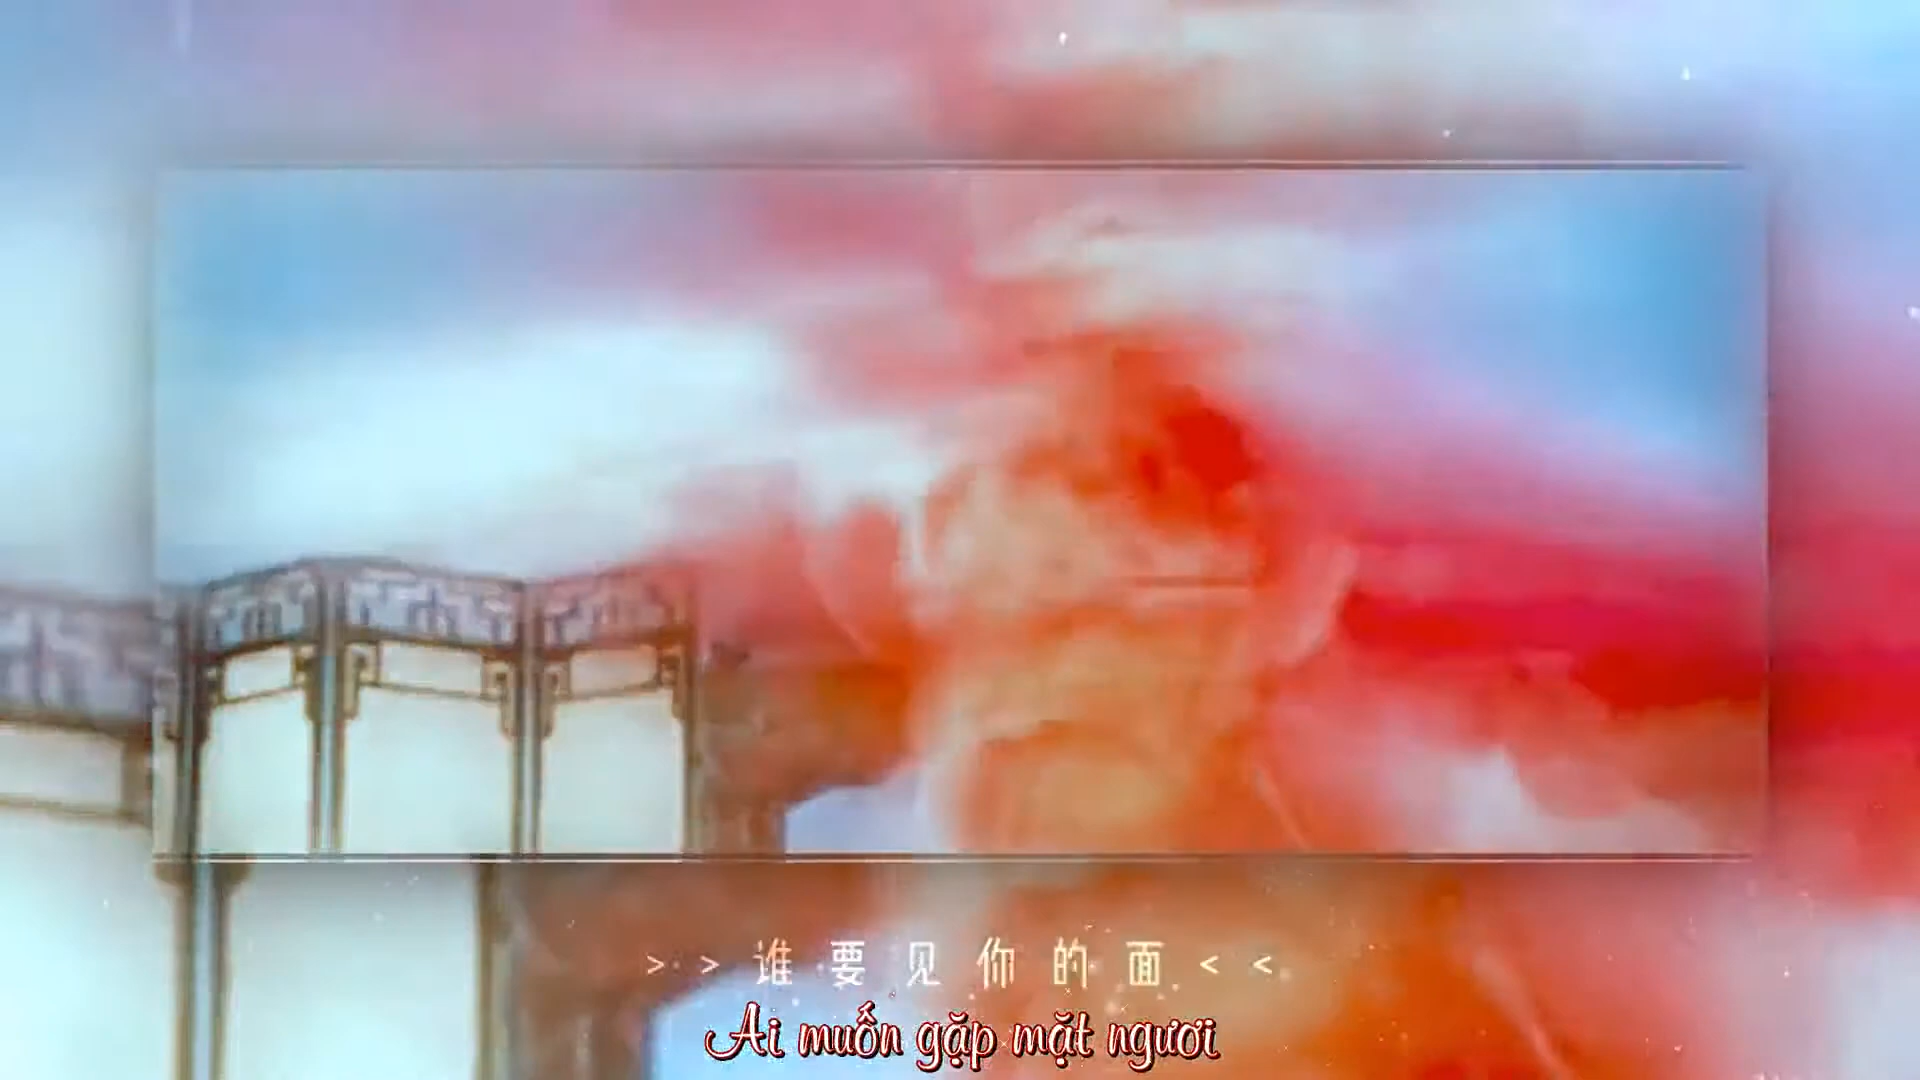 > > 谁 要 见 你 的 面 < <
Ai muốn gặp mặt ngươi